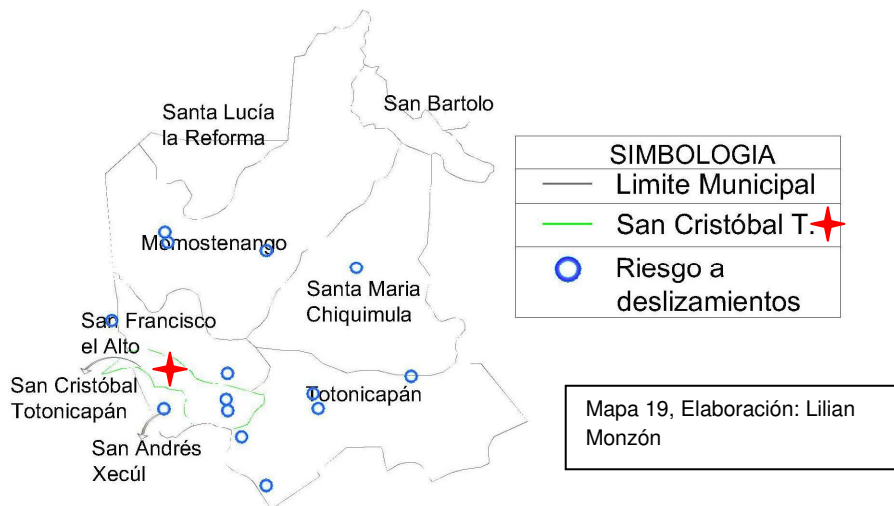 Santa Lucía
la Reforma
San Bartolo
Momostenango
Santa Maria
Chiquimula
San Francisco
el Alto
San Cristóbal
Totonicapán
Totonicapán
San Andrés
Xecúl
SIMBOLOGIA
Limite Municipal
San Cristóbal T.
Riesgo a
deslizamientos
Mapa 19, Elaboración: Lilian
Monzón